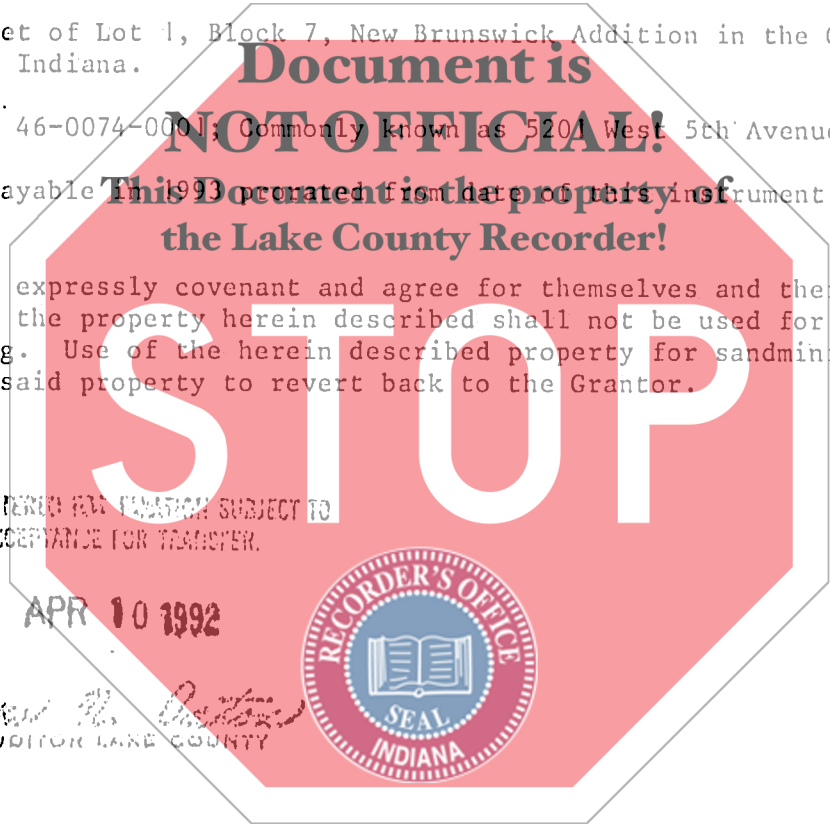 et of Lot 1, Block 7, New Brunswick Addition in the
Indiana.
Document is
NOT OFFICIAL!
46-0074-0001; Commonly known as 5201 West 5th Avenue
This Document is the property of
ayable in 1993 prorated from date of this instrument
the Lake County Recorder!
expressly covenant and agree for themselves and
the property herein described shall not be used for
g. Use of the herein described property for sandmini
said property to revert back to the Grantor.
STOP
SUBJECT TO
ACCEPTANCE FOR TRANSFER.
APR 10 1992
AUDITOR LAKE COUNTY
RECORDER'S OFFICE
SEAL
INDIANA